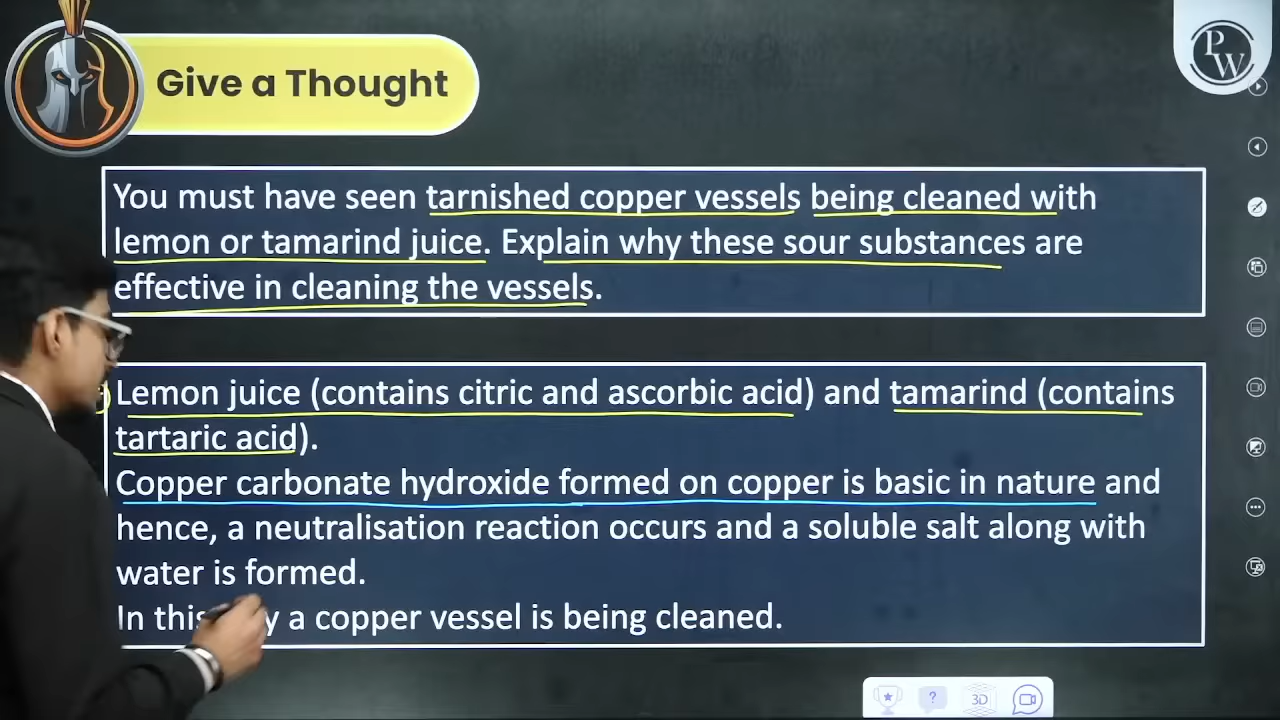 Give a Thought
PW
You must have seen tarnished copper vessels being cleaned with
lemon or tamarind juice. Explain why these sour substances are
effective in cleaning the vessels.
Lemon juice (contains citric and ascorbic acid) and tamarind (contains
tartaric acid).
Copper carbonate hydroxide formed on copper is basic in nature and
hence, a neutralisation reaction occurs and a soluble salt along with
water is formed.
In this a copper vessel is being cleaned.
3D